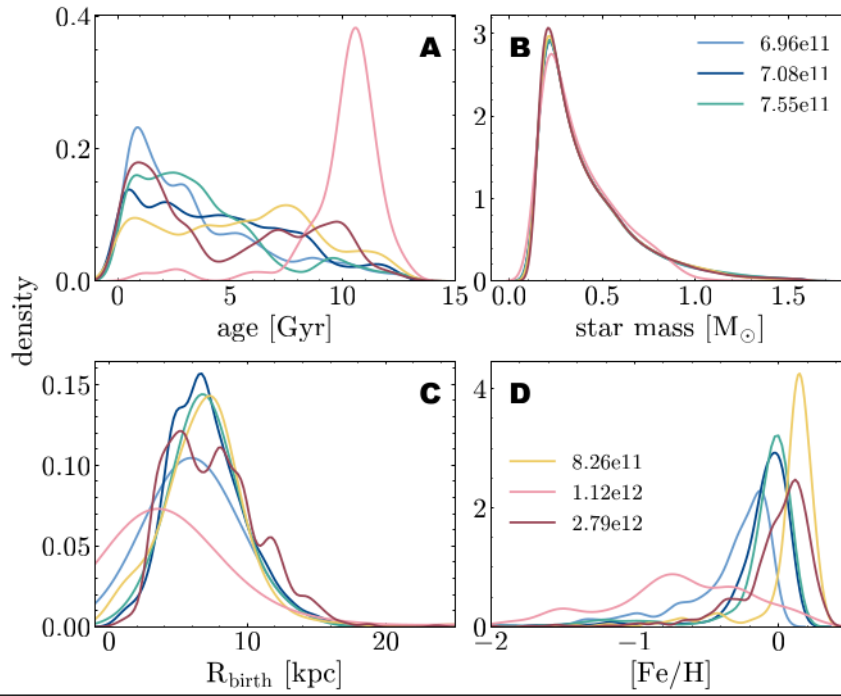 A
0.4
0.2
0.0
0
5
10
15
age [Gyr]
B
3
2
1
0
6.96e11
7.08e11
7.55e11
0.0
0.5
1.0
1.5
star mass [M⊙]
density
C
0.15
0.10
0.05
0.00
0
10
20
R_birth [kpc]
D
4
2
0
8.26e11
1.12e12
2.79e12
−2
−1
0
[Fe/H]